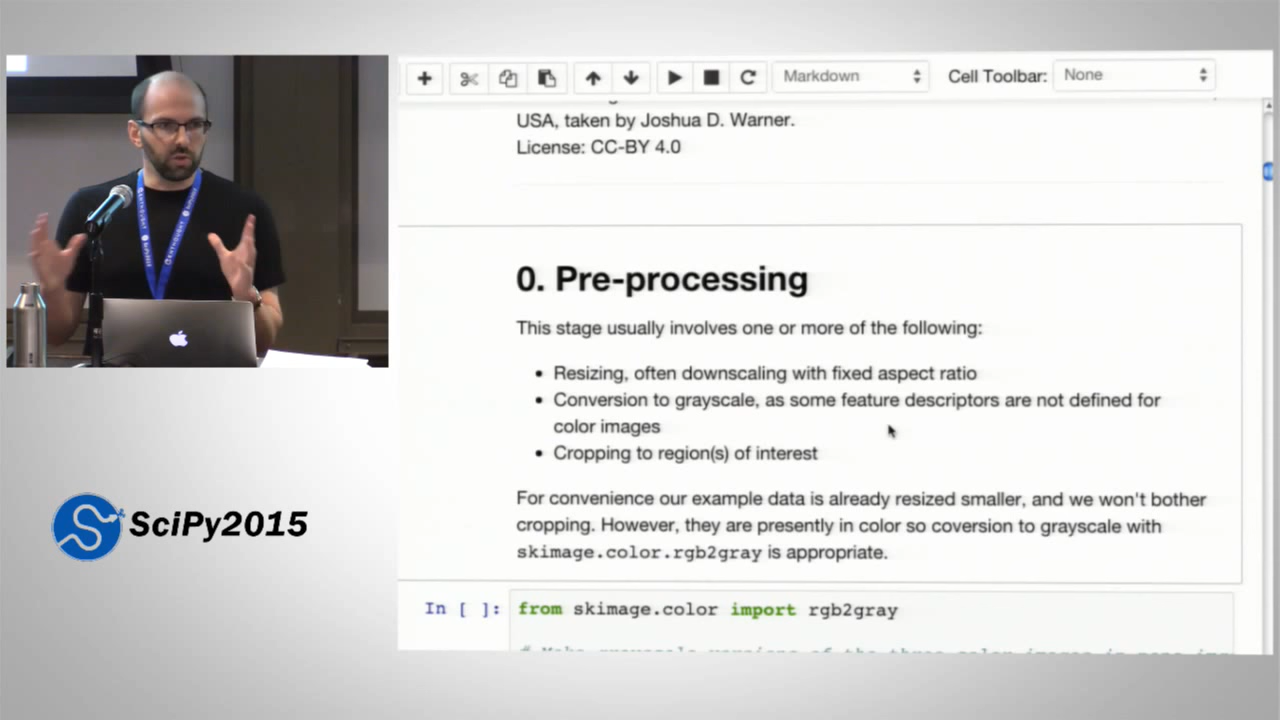 Markdown
Cell Toolbar:
None
USA, taken by Joshua D. Warner.
License: CC-BY 4.0
0. Pre-processing
This stage usually involves one or more of the following:
• Resizing, often downscaling with fixed aspect ratio
• Conversion to grayscale, as some feature descriptors are not defined for
color images
• Cropping to region(s) of interest
For convenience our example data is already resized smaller, and we won't bother
cropping. However, they are presently in color so coversion to grayscale with
skimage.color.rgb2gray is appropriate.
In [ ]:
from skimage.color import rgb2gray
SciPy2015